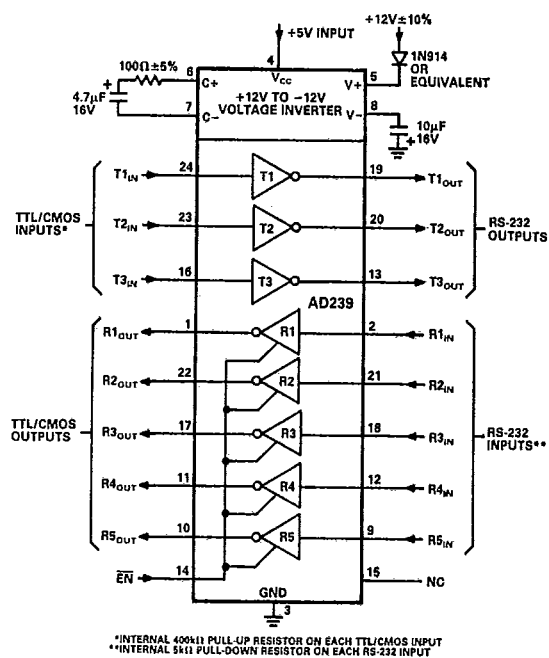 +5V INPUT
+12V±10%
1N914
OR
EQUIVALENT
100Ω±5%
+
4.7µF
16V
6
C+
7
C–
4
VCC
+12V TO –12V
VOLTAGE INVERTER
V+
5
V–
8
10µF
+
16V
TTL/CMOS
INPUTS*
T1IN
24
T1
19
T1OUT
T2IN
23
T2
20
T2OUT
T3IN
16
T3
13
T3OUT
RS-232
OUTPUTS
AD239
TTL/CMOS
OUTPUTS
R1OUT
1
R1
2
R1IN
R2OUT
22
R2
21
R2IN
R3OUT
17
R3
18
R3IN
R4OUT
11
R4
12
R4IN
R5OUT
10
R5
9
R5IN
RS-232
INPUTS**
EN
14
15
NC
GND
3
*INTERNAL 400kΩ PULL-UP RESISTOR ON EACH TTL/CMOS INPUT
**INTERNAL 5kΩ PULL-DOWN RESISTOR ON EACH RS-232 INPUT